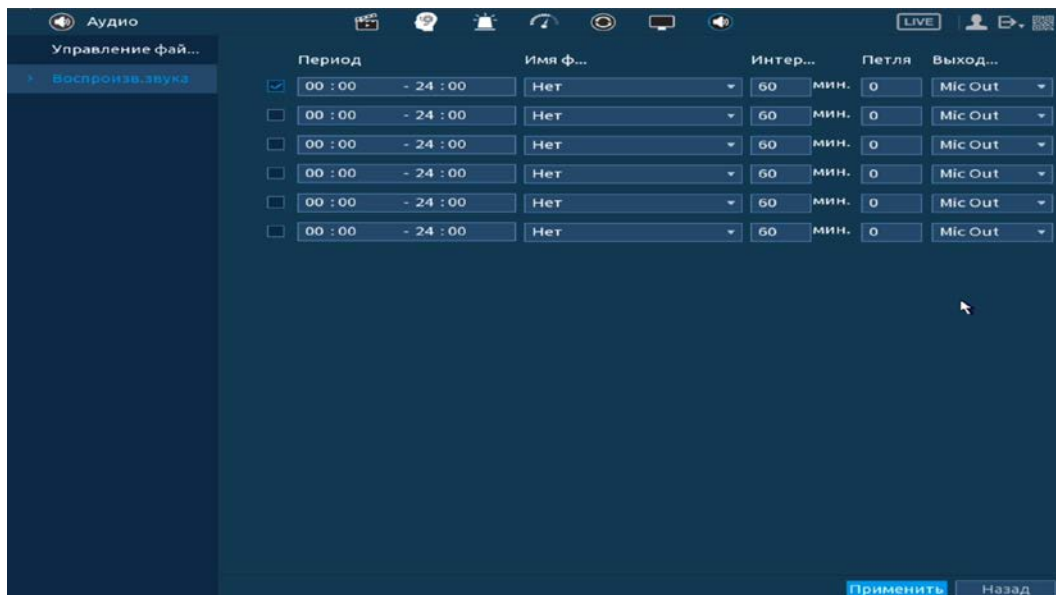 Аудио LIVE
Управление фай...
Воспроизв.звука
Период Имя ф... Интер... Петля Выход...
00 : 00 - 24 : 00 Нет 60 мин. 0 Mic Out
00 : 00 - 24 : 00 Нет 60 мин. 0 Mic Out
00 : 00 - 24 : 00 Нет 60 мин. 0 Mic Out
00 : 00 - 24 : 00 Нет 60 мин. 0 Mic Out
00 : 00 - 24 : 00 Нет 60 мин. 0 Mic Out
00 : 00 - 24 : 00 Нет 60 мин. 0 Mic Out
Применить Назад